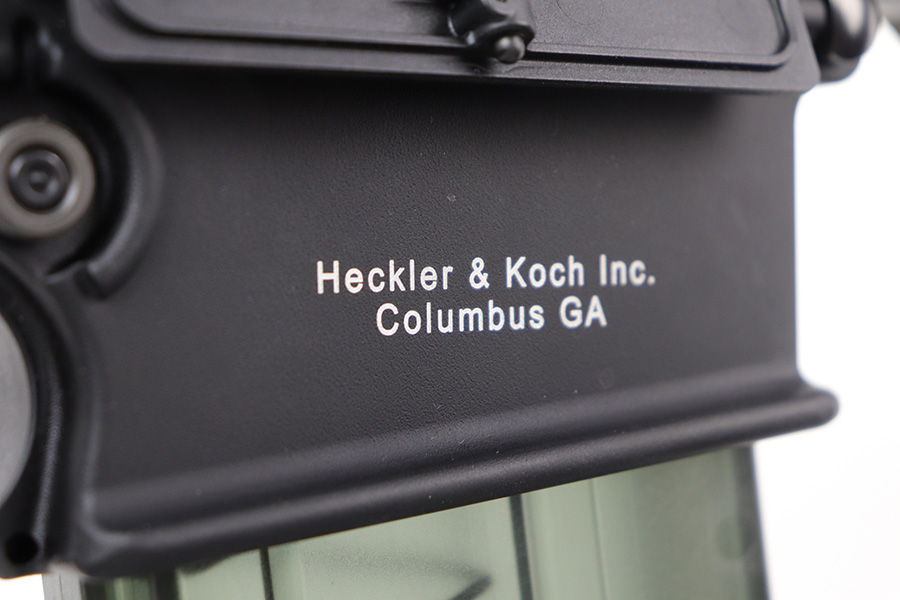 Heckler & Koch Inc.
Columbus GA